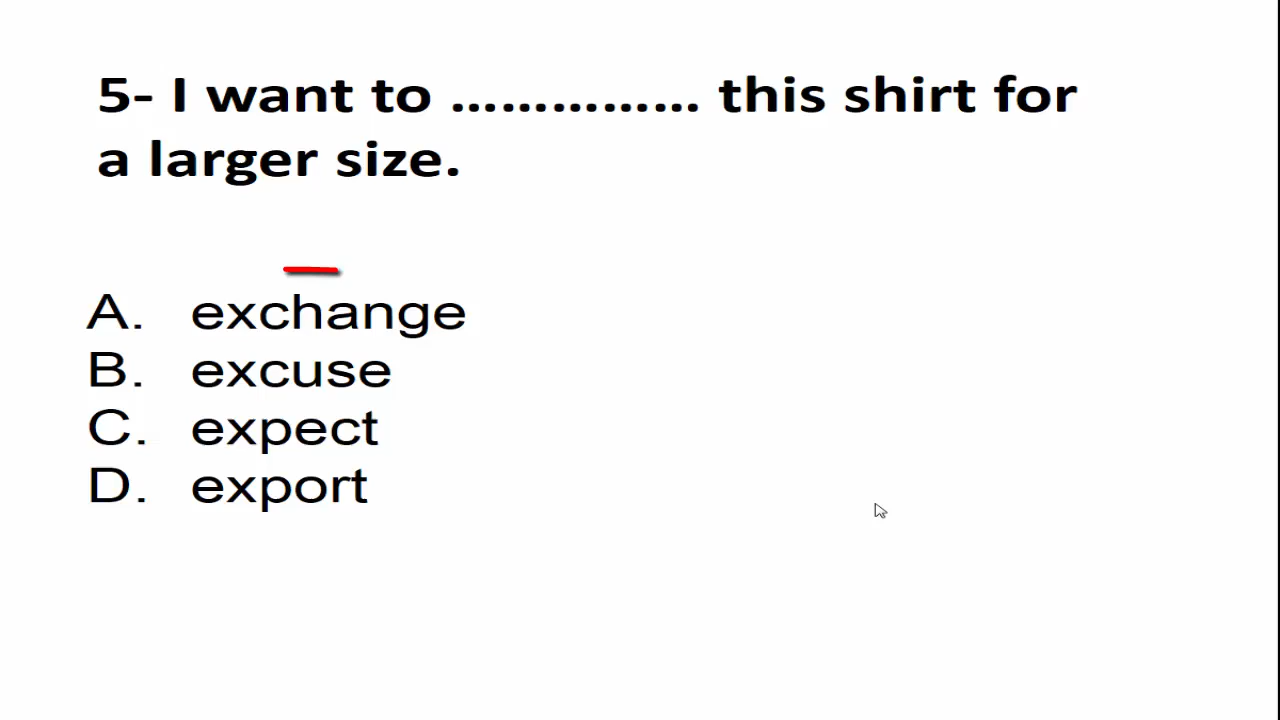 5- I want to …………… this shirt for
a larger size.
A. exchange
B. excuse
C. expect
D. export